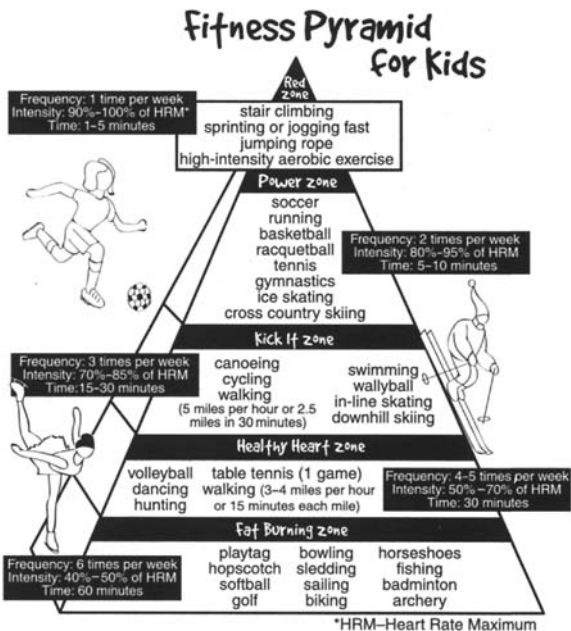 Fitness Pyramid
for Kids
Red
zone
Frequency: 1 time per week
Intensity: 90%–100% of HRM*
Time: 1–5 minutes
stair climbing
sprinting or jogging fast
jumping rope
high-intensity aerobic exercise
Power zone
soccer
running
basketball
racquetball
tennis
gymnastics
ice skating
cross country skiing
Frequency: 2 times per week
Intensity: 80%–95% of HRM
Time: 5–10 minutes
Kick It zone
Frequency: 3 times per week
Intensity: 70%–85% of HRM
Time:15-30 minutes
canoeing
cycling
walking
(5 miles per hour or 2.5
miles in 30 minutes)
swimming
wallyball
in-line skating
downhill skiing
Healthy Heart zone
volleyball
dancing
hunting
table tennis (1 game)
walking (3–4 miles per hour
or 15 minutes each mile)
Frequency: 4-5 times per week
Intensity: 50%–70% of HRM
Time: 30 minutes
Fat Burning zone
Frequency: 6 times per week
Intensity: 40%–50% of HRM
Time: 60 minutes
playtag
hopscotch
softball
golf
bowling
sledding
sailing
biking
horseshoes
fishing
badminton
archery
*HRM–Heart Rate Maximum